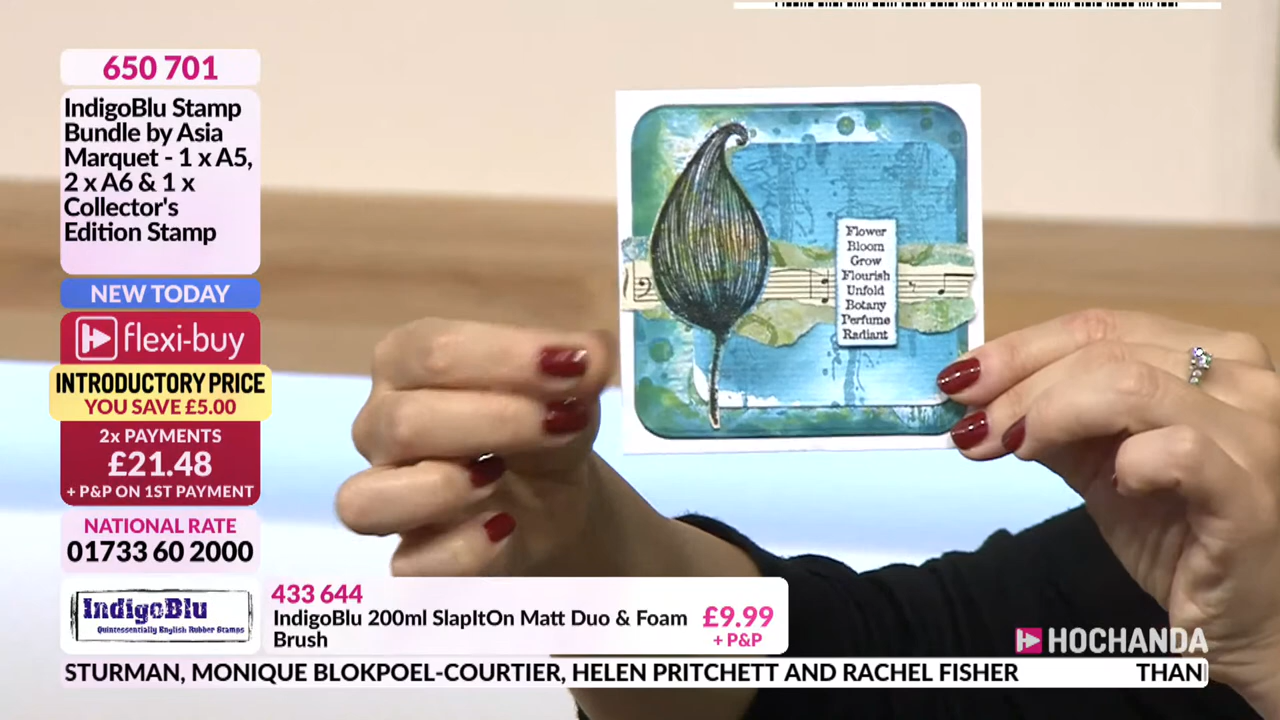 650 701
IndigoBlu Stamp
Bundle by Asia
Marquet - 1 x A5,
2 x A6 & 1 x
Collector's
Edition Stamp
NEW TODAY
flexi-buy
INTRODUCTORY PRICE
YOU SAVE £5.00
2x PAYMENTS
£21.48
+ P&P ON 1ST PAYMENT
NATIONAL RATE
01733 60 2000
Flower
Bloom
Grow
Flourish
Unfold
Botany
Perfume
Radiant
IndigoBlu
Quintessentially English Rubber Stamps
433 644
IndigoBlu 200ml SlapItOn Matt Duo & Foam
Brush
£9.99
+ P&P
HOCHANDA
STURMAN, MONIQUE BLOKPOEL-COURTIER, HELEN PRITCHETT AND RACHEL FISHER THAN